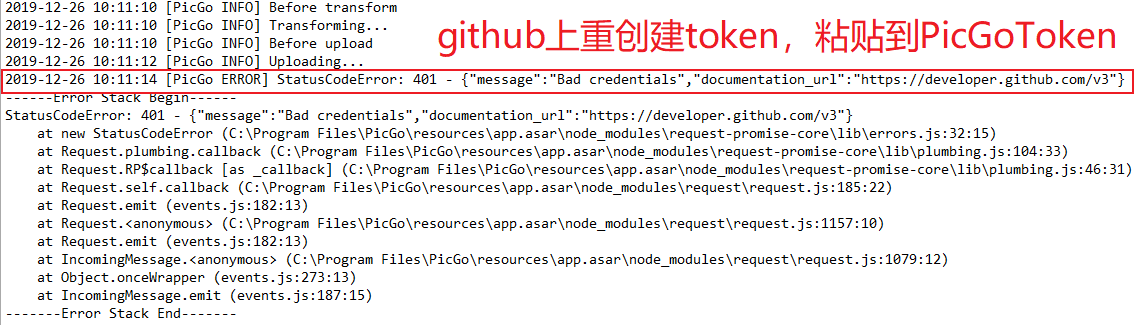 2019-12-26 10:11:10 [PicGo INFO] Before transform
2019-12-26 10:11:10 [PicGo INFO] Transforming...
2019-12-26 10:11:10 [PicGo INFO] Before upload
2019-12-26 10:11:12 [PicGo INFO] Uploading...
github上重创建token，粘贴到PicGoToken
2019-12-26 10:11:14 [PicGo ERROR] StatusCodeError: 401 - {"message":"Bad credentials","documentation_url":"https://developer.github.com/v3"}
------Error Stack Begin------
StatusCodeError: 401 - {"message":"Bad credentials","documentation_url":"https://developer.github.com/v3"}
    at new StatusCodeError (C:\Program Files\PicGo\resources\app.asar\node_modules\request-promise-core\lib\errors.js:32:15)
    at Request.plumbing.callback (C:\Program Files\PicGo\resources\app.asar\node_modules\request-promise-core\lib\plumbing.js:104:33)
    at Request.RP$callback [as _callback] (C:\Program Files\PicGo\resources\app.asar\node_modules\request-promise-core\lib\plumbing.js:46:31)
    at Request.self.callback (C:\Program Files\PicGo\resources\app.asar\node_modules\request\request.js:185:22)
    at Request.emit (events.js:182:13)
    at Request.<anonymous> (C:\Program Files\PicGo\resources\app.asar\node_modules\request\request.js:1157:10)
    at Request.emit (events.js:182:13)
    at IncomingMessage.<anonymous> (C:\Program Files\PicGo\resources\app.asar\node_modules\request\request.js:1079:12)
    at Object.onceWrapper (events.js:273:13)
    at IncomingMessage.emit (events.js:187:15)
-------Error Stack End-------